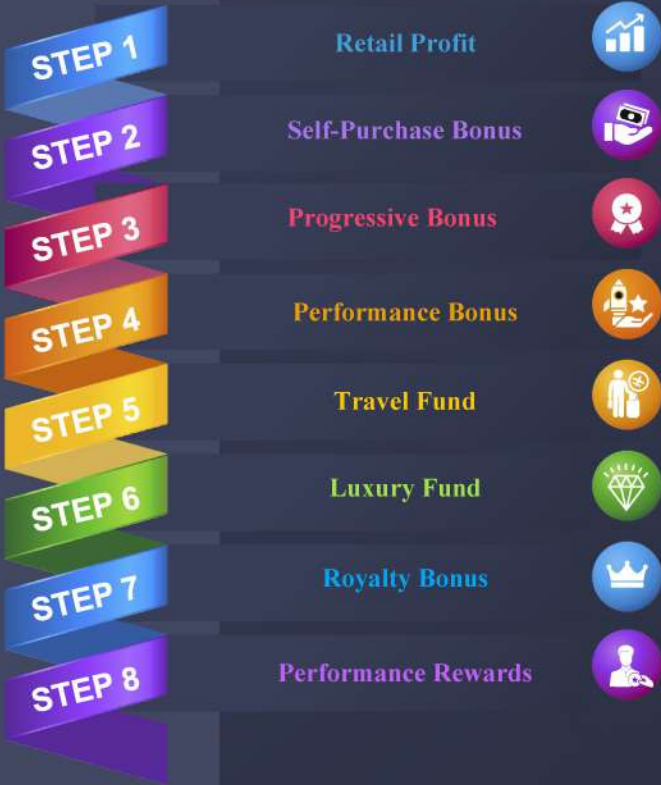 STEP 1
Retail Profit
STEP 2
Self-Purchase Bonus
STEP 3
Progressive Bonus
STEP 4
Performance Bonus
STEP 5
Travel Fund
STEP 6
Luxury Fund
STEP 7
Royalty Bonus
STEP 8
Performance Rewards